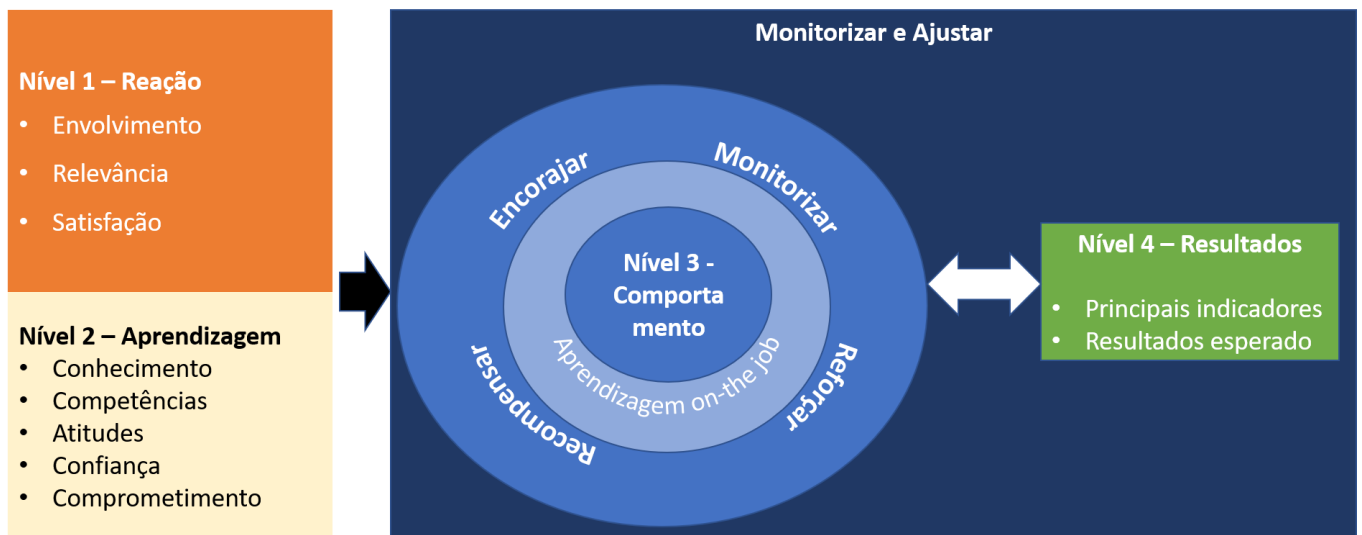 Nível 1 – Reação
• Envolvimento
• Relevância
• Satisfação
Nível 2 – Aprendizagem
• Conhecimento
• Competências
• Atitudes
• Confiança
• Comprometimento
Monitorizar e Ajustar
Encorajar
Monitorizar
Reforçar
Recompensar
Nível 3 -
Comporta
mento
Aprendizagem on-the job
Nível 4 – Resultados
• Principais indicadores
• Resultados esperado